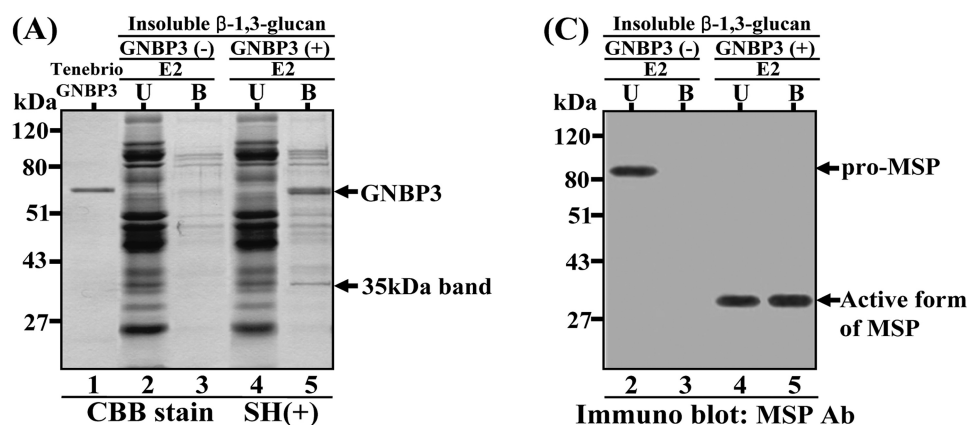 (A)
Insoluble β-1,3-glucan
GNBP3 (-) GNBP3 (+)
Tenebrio GNBP3
E2 E2
U B U B
kDa
120
80
51
43
27
GNBP3
35kDa band
1 2 3 4 5
CBB stain SH(+)
(C)
Insoluble β-1,3-glucan
GNBP3 (-) GNBP3 (+)
E2 E2
U B U B
kDa
120
80
51
43
27
pro-MSP
Active form
of MSP
2 3 4 5
Immuno blot: MSP Ab